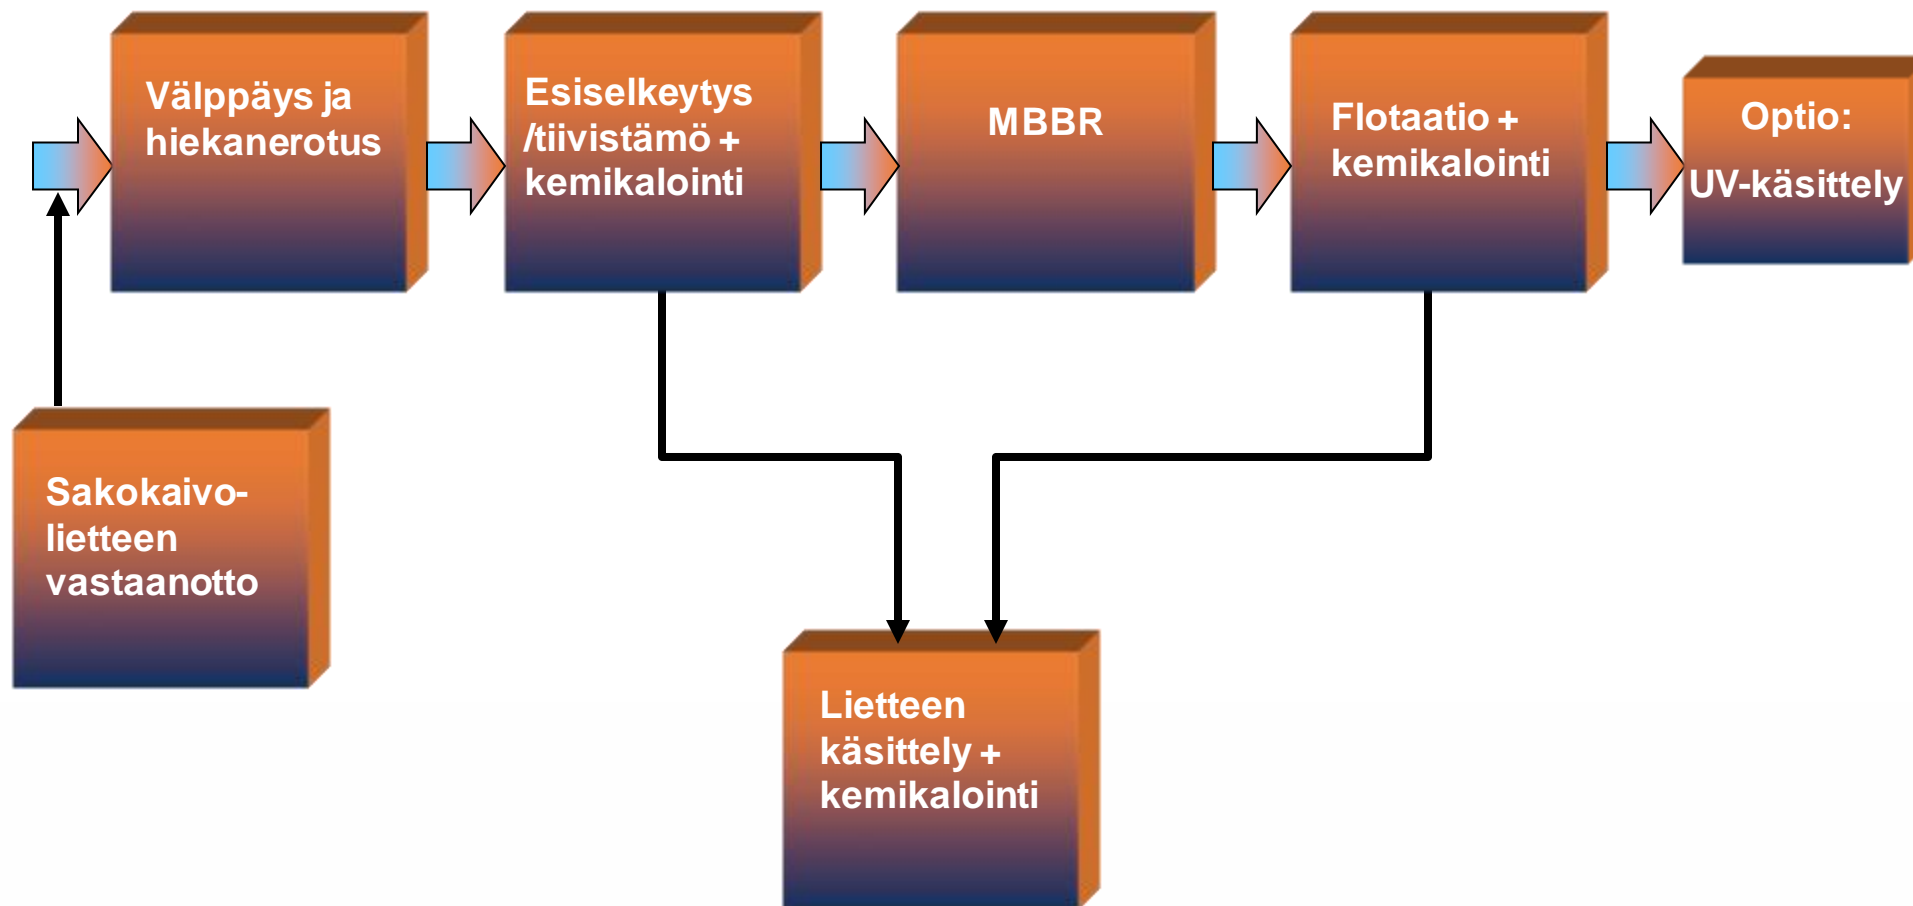 Välppäys ja
hiekanerotus
Esiselkeytys
/tiivistämö +
kemikalointi
MBBR
Flotaatio +
kemikalointi
Optio:
UV-käsittely
Sakokaivo-
lietteen
vastaanotto
Lietteen
käsittely +
kemikalointi